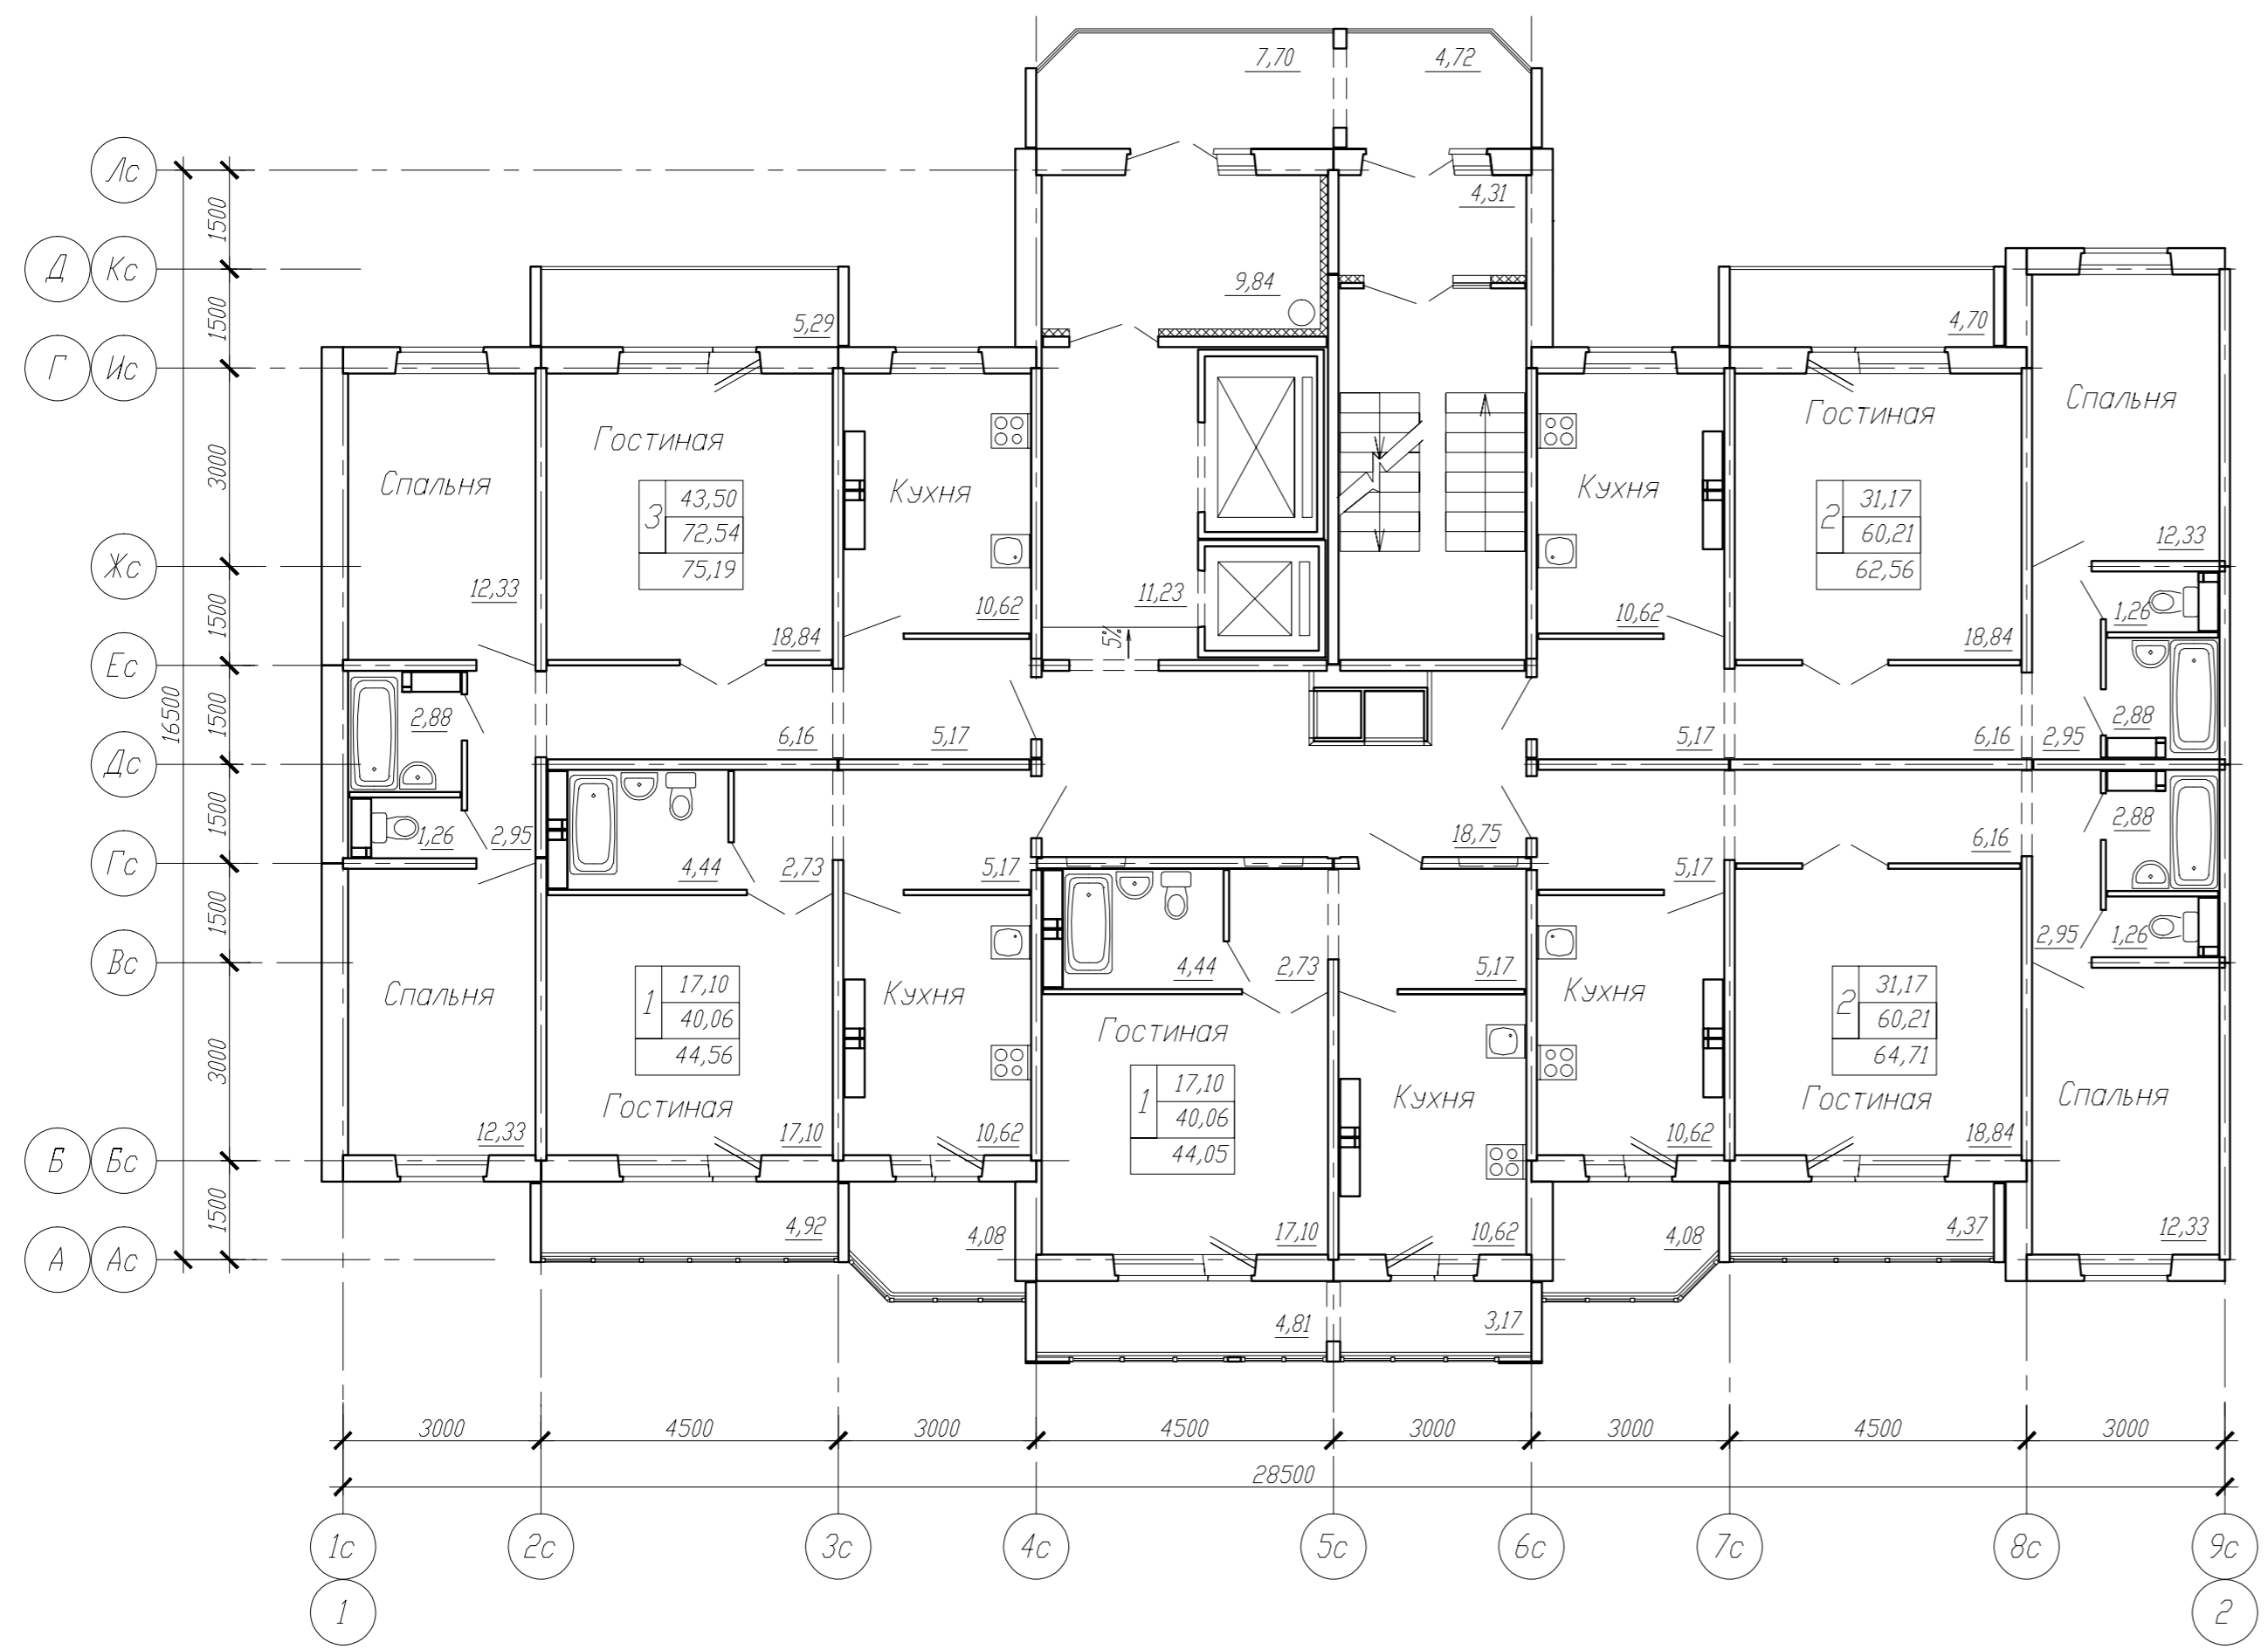 7,70 4,72
Лс
4,31
1500
Д Кс
9,84
1500
5,29 4,70
Г Ис
Спальня
Гостиная
Гостиная
3000
Спальня
Кухня
Кухня
3 43,50
72,54
75,19
2 31,17
60,21
62,56
12,33
Жс
12,33
11,23
10,62
10,62
1,26
1500
18,84
5%
18,84
Ес
16500
1500
2,88
2,88
6,16 5,17
5,17 6,16 2,95
Дс
1500
1,26 2,95
18,75
2,88
6,16
Гс
4,44 2,73 5,17
5,17
1500
2,95 1,26
4,44 2,73 5,17
Вс
Спальня
1 17,10
40,06
44,56
Кухня
Кухня
2 31,17
60,21
64,71
Гостиная
3000
1 17,10
40,06
44,05
Кухня
Гостиная
Гостиная
Спальня
12,33
17,10
10,62
10,62
18,84
Б Бс
1500
4,92
4,08
17,10
10,62
4,08
4,37
12,33
А Ас
4,81 3,17
3000 4500 3000 4500 3000 3000 4500 3000
28500
1с 2с 3с 4с 5с 6с 7с 8с 9с
1 2